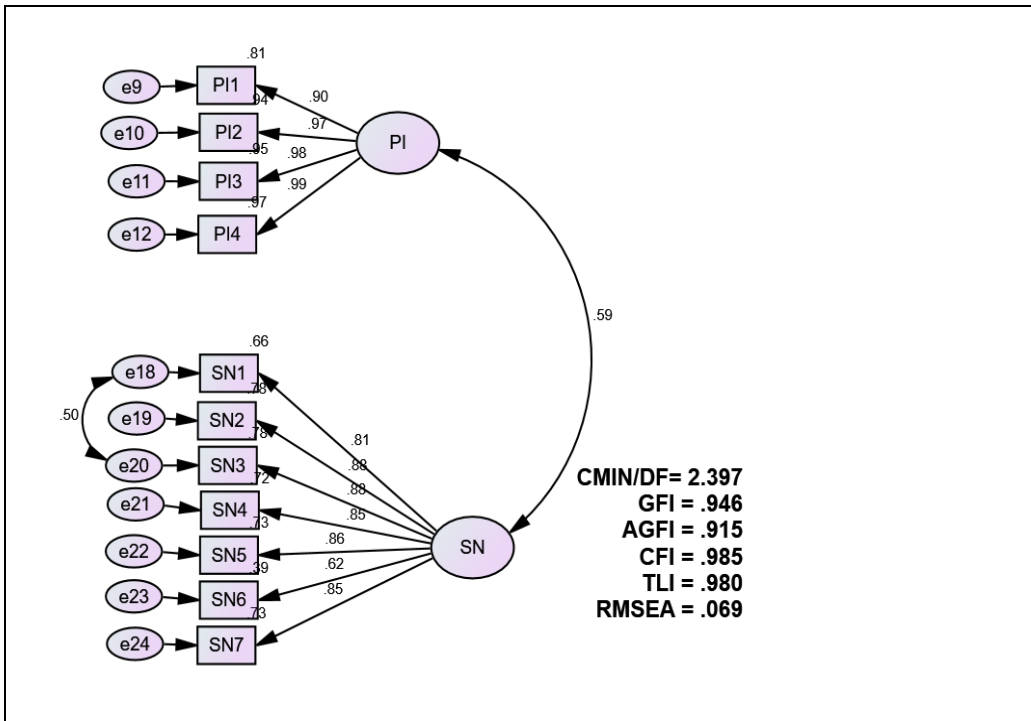 .81
e9 PI1 .90
.94
e10 PI2 .97 PI
.95
e11 PI3 .98
.99
.97
e12 PI4
.59
.66
e18 SN1
.78
.50
e19 SN2
.78
.81
e20 SN3 .88
.72
.88
e21 SN4 .85
.73
e22 SN5 .86 SN
.39
.62
e23 SN6
.85
.73
e24 SN7
CMIN/DF= 2.397
GFI = .946
AGFI = .915
CFI = .985
TLI = .980
RMSEA = .069